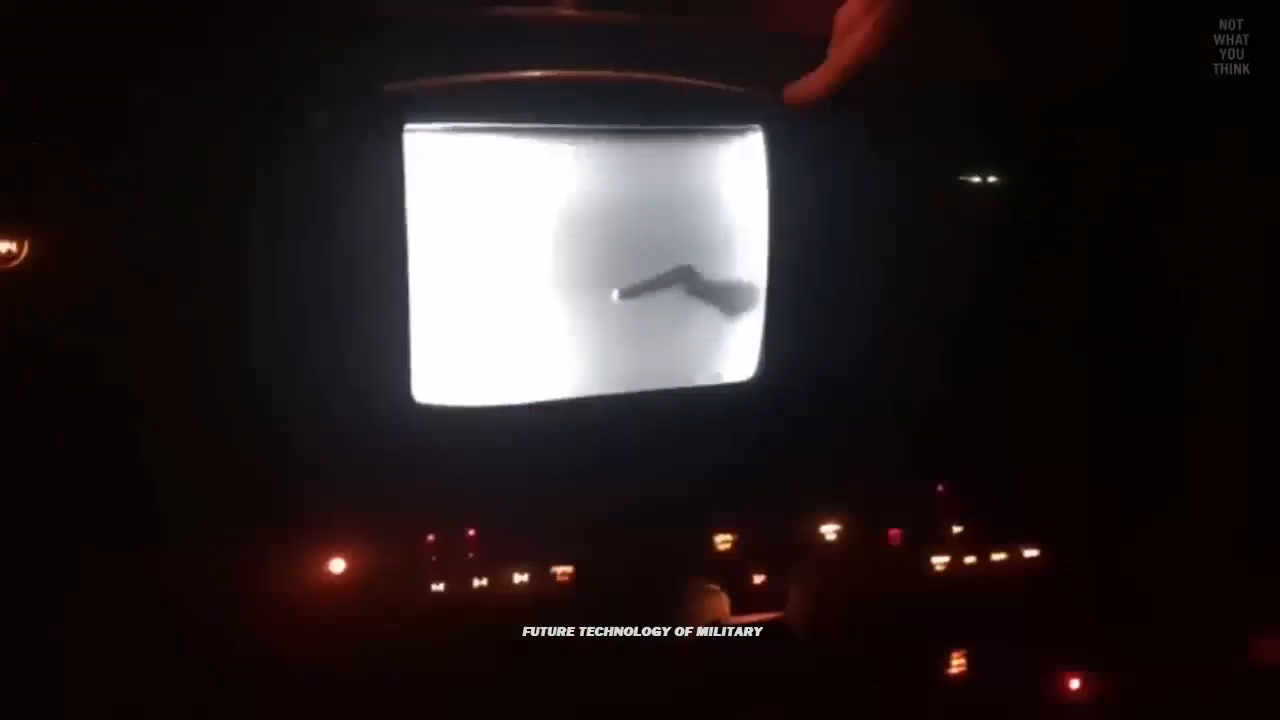 NOT
WHAT
YOU
THINK
FUTURE TECHNOLOGY OF MILITARY